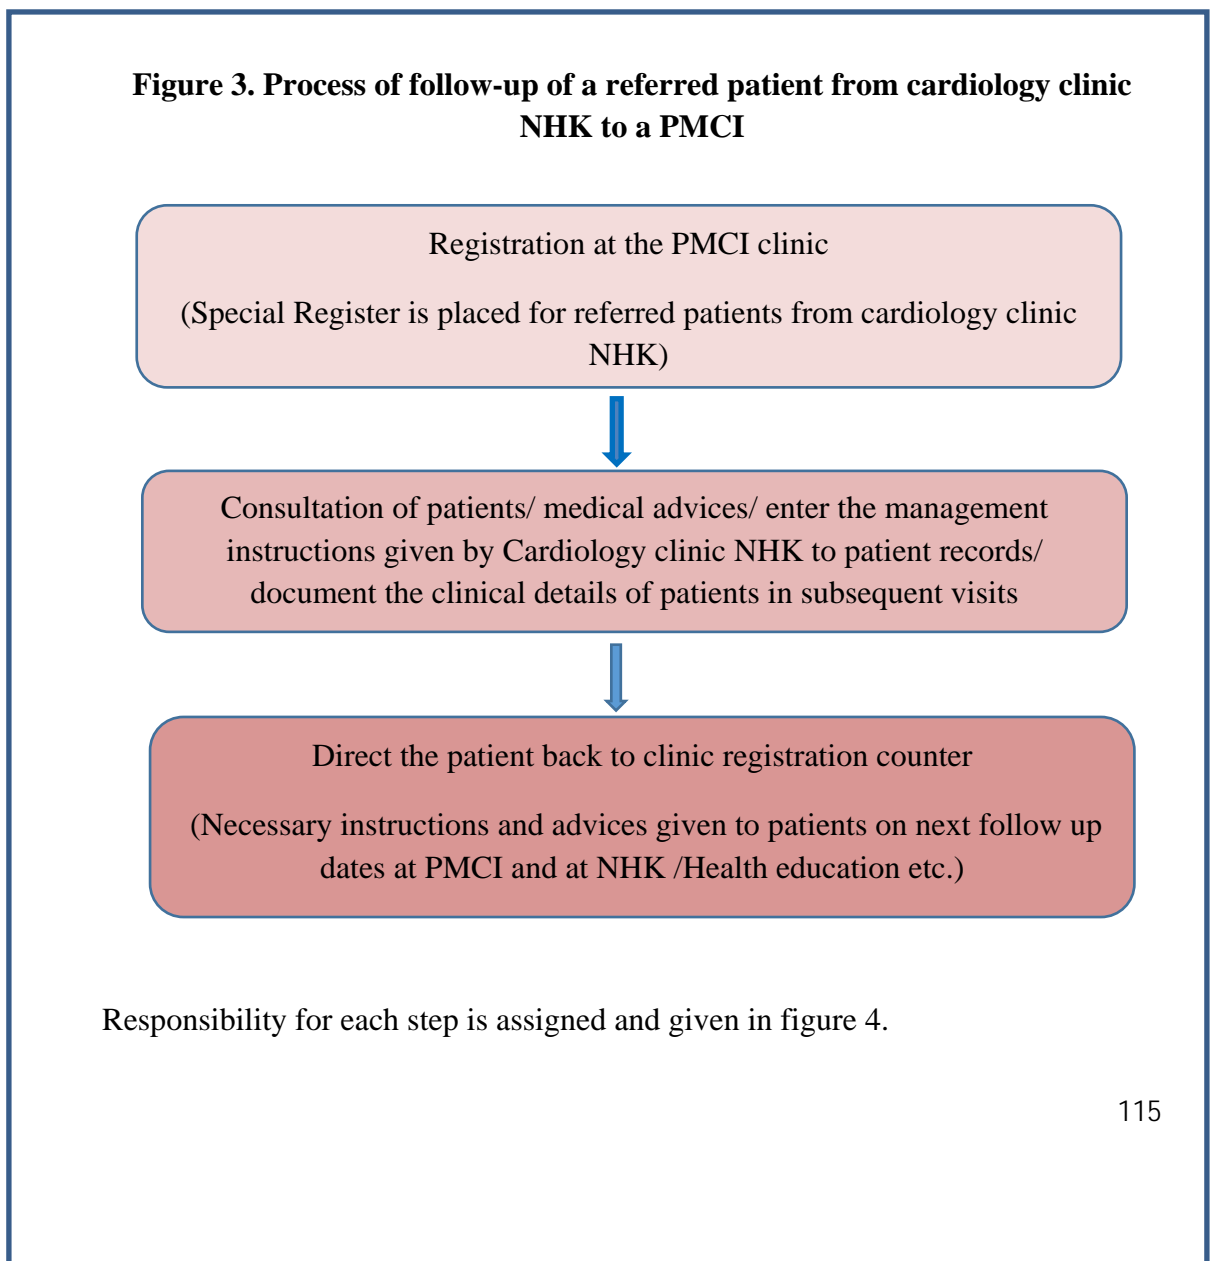 Figure 3. Process of follow-up of a referred patient from cardiology clinic
NHK to a PMCI
Registration at the PMCI clinic
(Special Register is placed for referred patients from cardiology clinic
NHK)
Consultation of patients/ medical advices/ enter the management
instructions given by Cardiology clinic NHK to patient records/
document the clinical details of patients in subsequent visits
Direct the patient back to clinic registration counter
(Necessary instructions and advices given to patients on next follow up
dates at PMCI and at NHK /Health education etc.)
Responsibility for each step is assigned and given in figure 4.
115